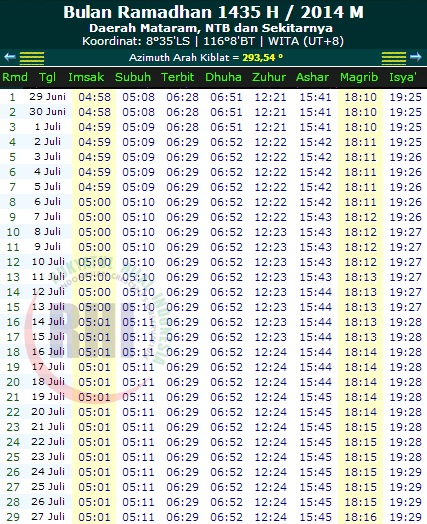 Bulan Ramadhan 1435 H / 2014 M
Daerah Mataram, NTB dan Sekitarnya
Koordinat: 8°35'LS | 116°8'BT | WITA (UT+8)
Azimuth Arah Kiblat = 293,54 º
Rmd Tgl Imsak Subuh Terbit Dhuha Zuhur Ashar Magrib Isya'
1 29 Juni 04:58 05:08 06:28 06:51 12:21 15:41 18:10 19:25
2 30 Juni 04:58 05:08 06:28 06:51 12:21 15:41 18:10 19:25
3 1 Juli 04:59 05:09 06:28 06:51 12:21 15:41 18:10 19:25
4 2 Juli 04:59 05:09 06:29 06:52 12:22 15:42 18:11 19:25
5 3 Juli 04:59 05:09 06:29 06:52 12:22 15:42 18:11 19:26
6 4 Juli 04:59 05:09 06:29 06:52 12:22 15:42 18:11 19:26
7 5 Juli 04:59 05:09 06:29 06:52 12:22 15:42 18:11 19:26
8 6 Juli 05:00 05:10 06:29 06:52 12:22 15:42 18:12 19:26
9 7 Juli 05:00 05:10 06:29 06:52 12:22 15:43 18:12 19:26
10 8 Juli 05:00 05:10 06:29 06:52 12:23 15:43 18:12 19:27
11 9 Juli 05:00 05:10 06:29 06:52 12:23 15:43 18:12 19:27
12 10 Juli 05:00 05:10 06:29 06:52 12:23 15:43 18:12 19:27
13 11 Juli 05:00 05:10 06:29 06:52 12:23 15:43 18:13 19:27
14 12 Juli 05:00 05:10 06:29 06:52 12:23 15:44 18:13 19:27
15 13 Juli 05:00 05:10 06:29 06:52 12:23 15:44 18:13 19:27
16 14 Juli 05:01 05:11 06:29 06:52 12:23 15:44 18:13 19:28
17 15 Juli 05:01 05:11 06:29 06:52 12:23 15:44 18:13 19:28
18 16 Juli 05:01 05:11 06:29 06:52 12:24 15:44 18:14 19:28
19 17 Juli 05:01 05:11 06:29 06:52 12:24 15:44 18:14 19:28
20 18 Juli 05:01 05:11 06:29 06:52 12:24 15:44 18:14 19:28
21 19 Juli 05:01 05:11 06:29 06:52 12:24 15:45 18:14 19:28
22 20 Juli 05:01 05:11 06:29 06:52 12:24 15:45 18:14 19:28
23 21 Juli 05:01 05:11 06:29 06:52 12:24 15:45 18:15 19:28
24 22 Juli 05:01 05:11 06:29 06:52 12:24 15:45 18:15 19:28
25 23 Juli 05:01 05:11 06:29 06:52 12:24 15:45 18:15 19:28
26 24 Juli 05:01 05:11 06:29 06:52 12:24 15:45 18:15 19:29
27 25 Juli 05:01 05:11 06:29 06:52 12:24 15:45 18:15 19:29
28 26 Juli 05:01 05:11 06:29 06:52 12:24 15:45 18:15 19:29
29 27 Juli 05:01 05:11 06:29 06:52 12:24 15:45 18:16 19:29
RHI